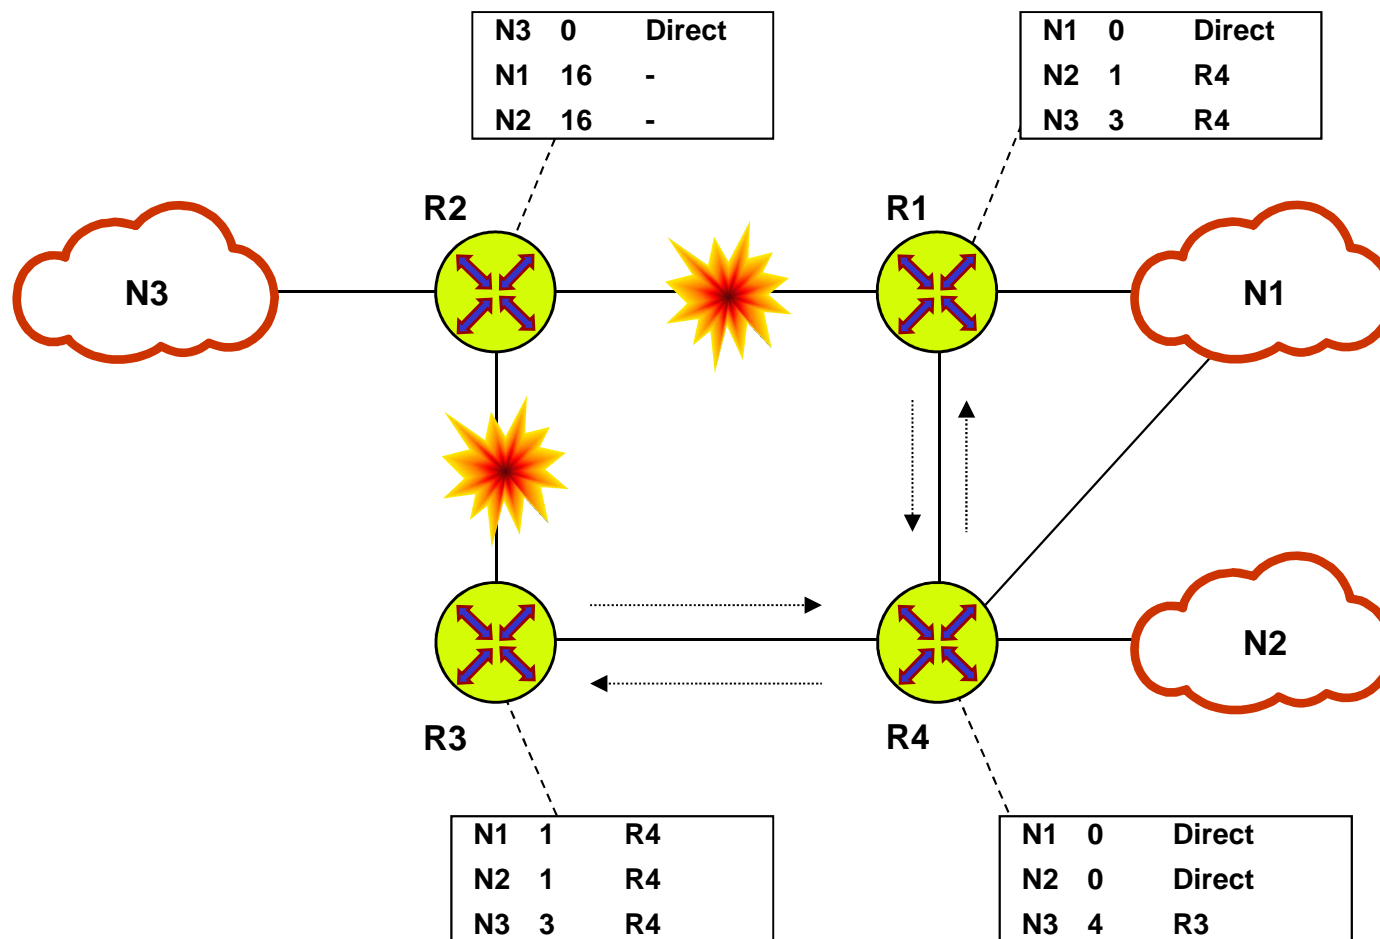 N3 0 Direct
N1 16 -
N2 16 -
N1 0 Direct
N2 1 R4
N3 3 R4
R2
R1
N3
N1
N2
R3
R4
N1 1 R4
N2 1 R4
N3 3 R4
N1 0 Direct
N2 0 Direct
N3 4 R3